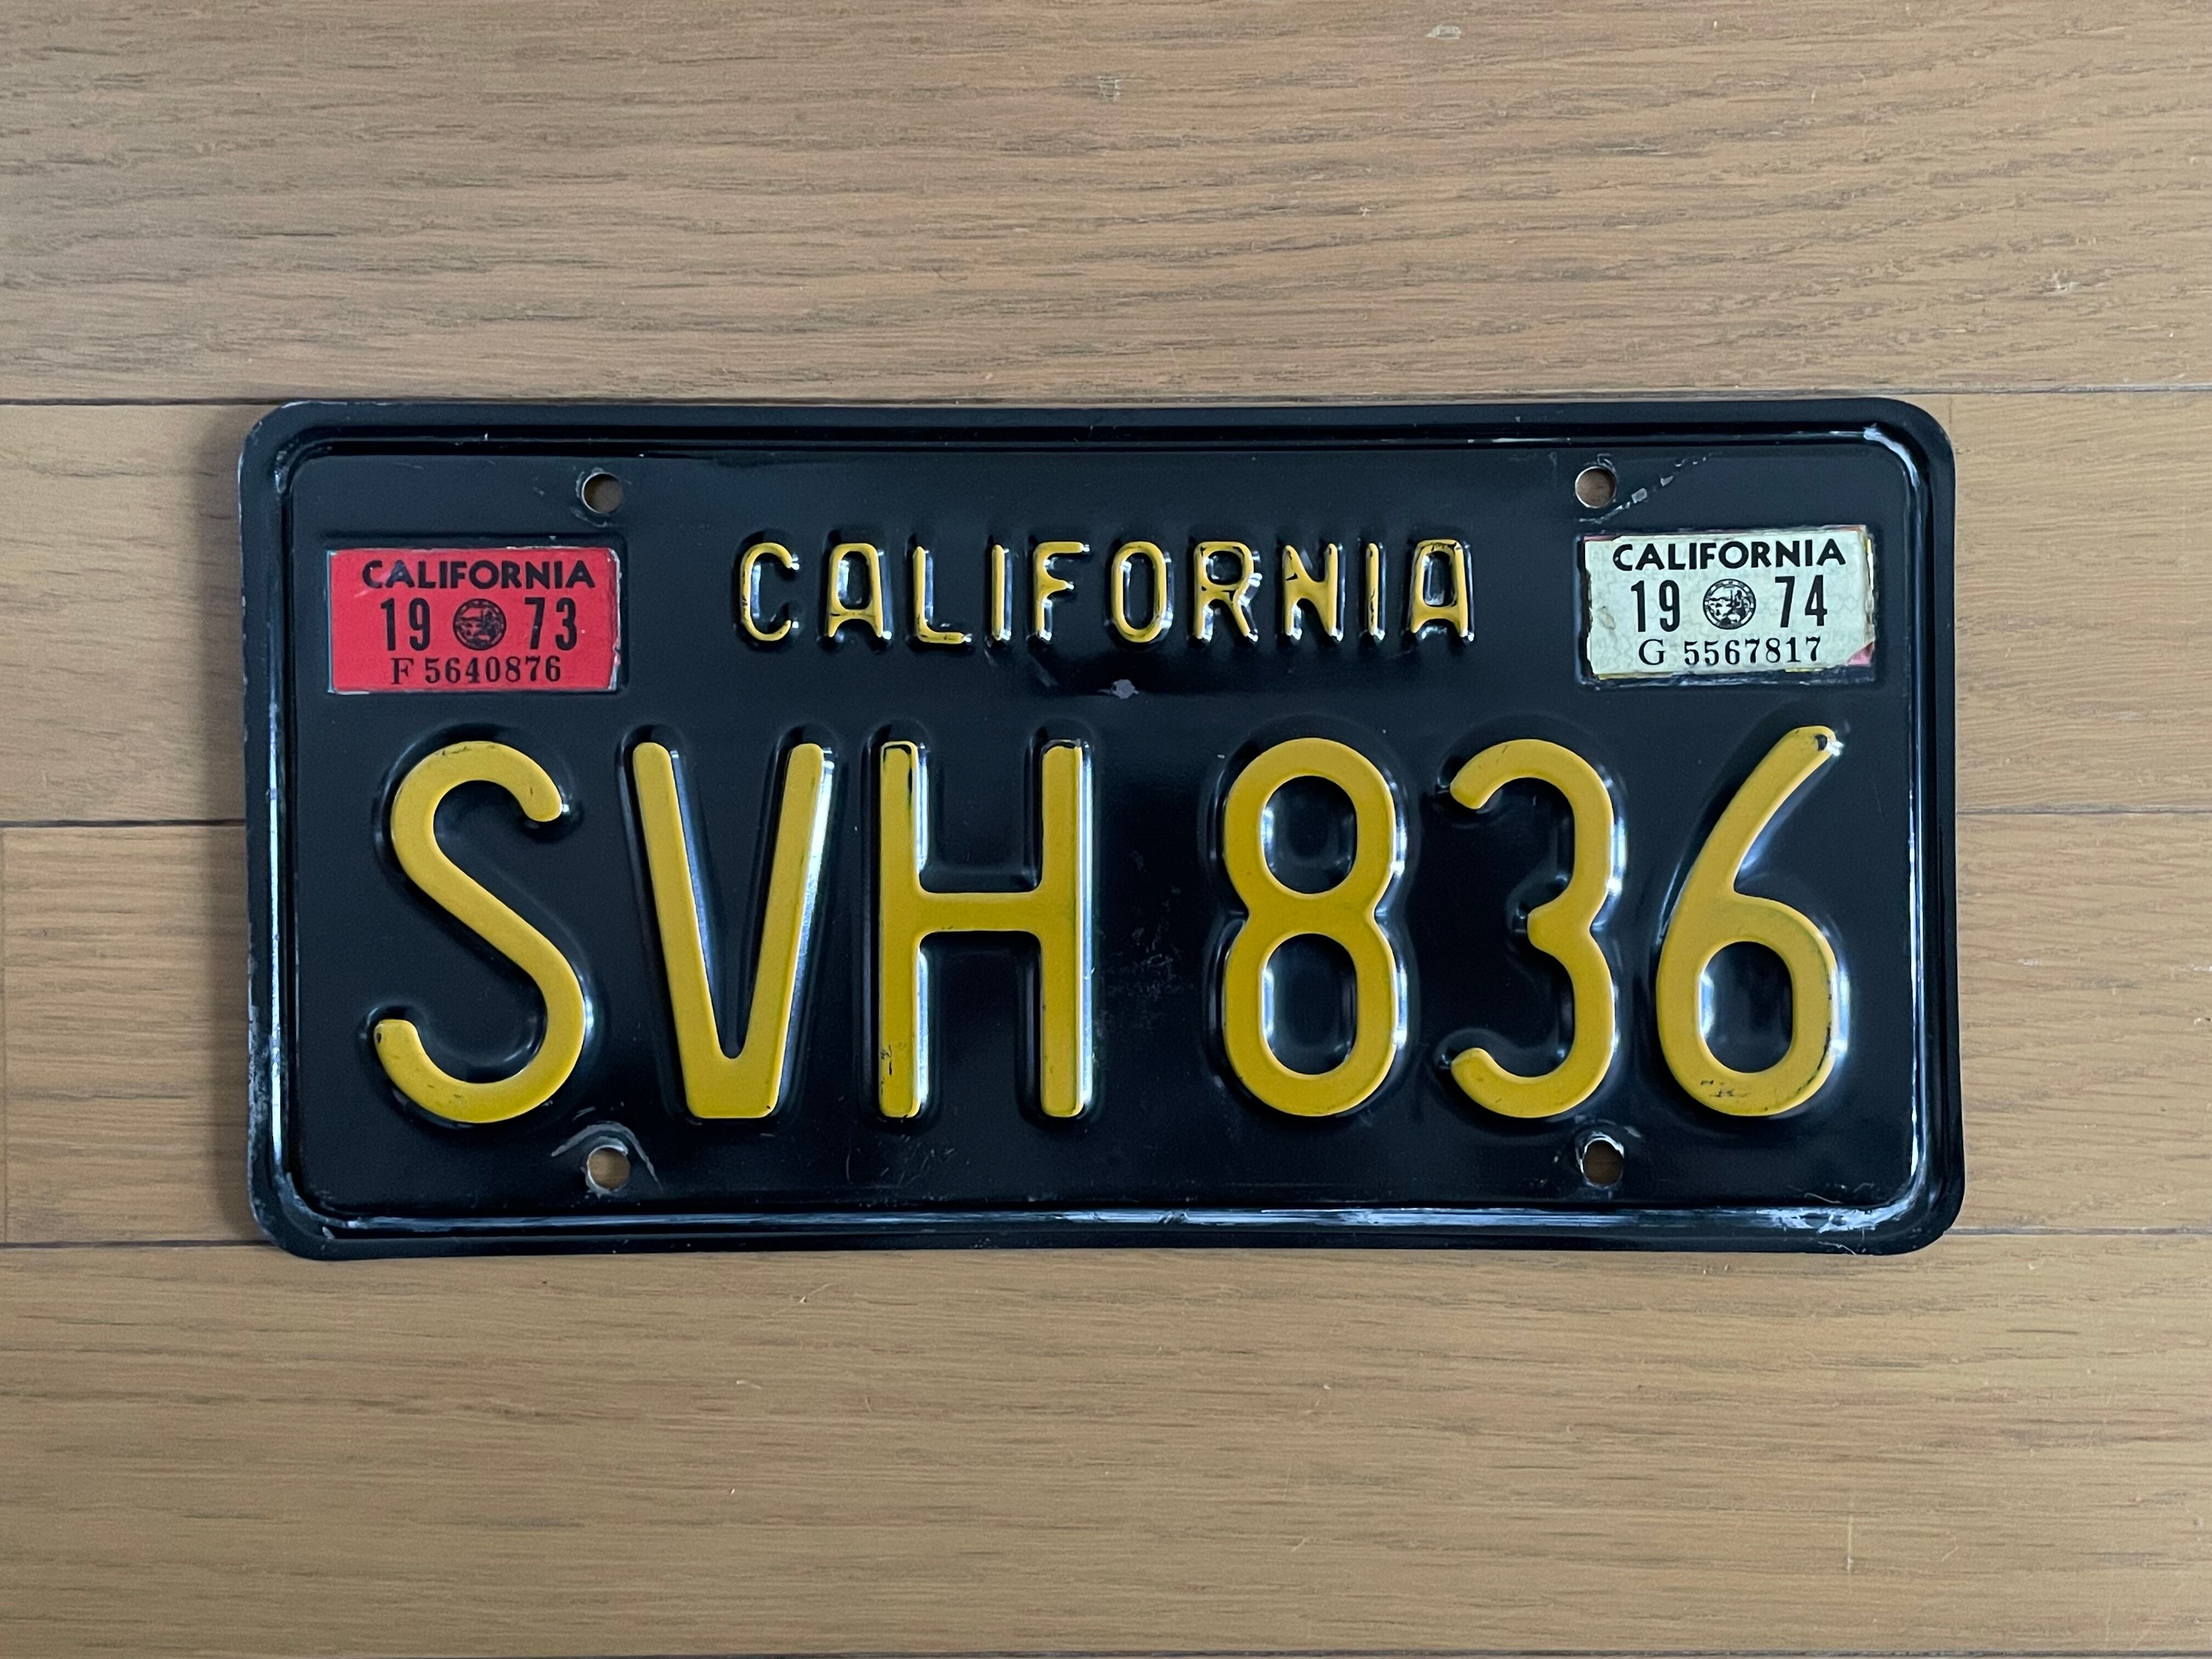 CALIFORNIA
CALIFORNIA
19 73
F 5640876
CALIFORNIA
19 74
G 5567817
SVH 836